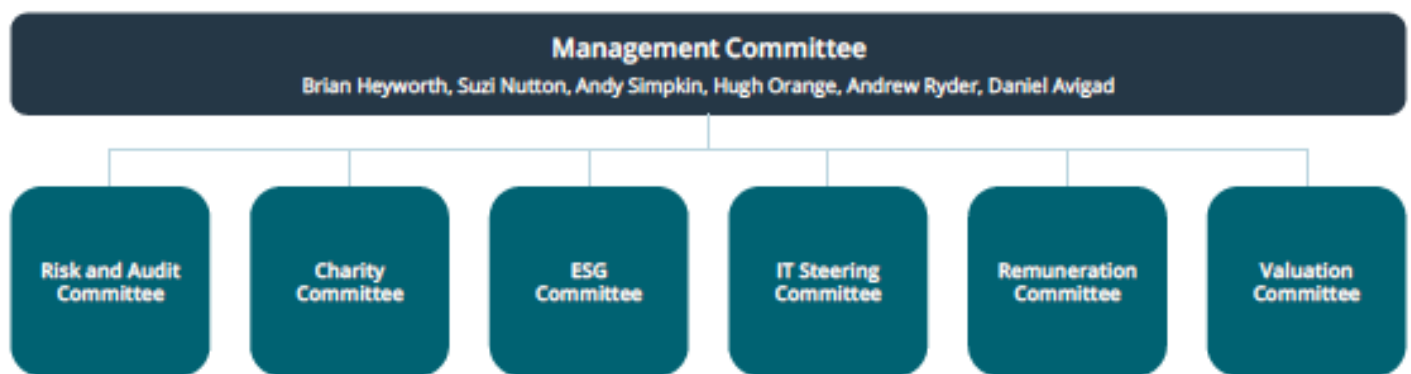 Management Committee
Brian Heyworth, Suzi Nutton, Andy Simpkin, Hugh Orange, Andrew Ryder, Daniel Avigad
Risk and Audit
Committee
Charity
Committee
ESG
Committee
IT Steering
Committee
Remuneration
Committee
Valuation
Committee